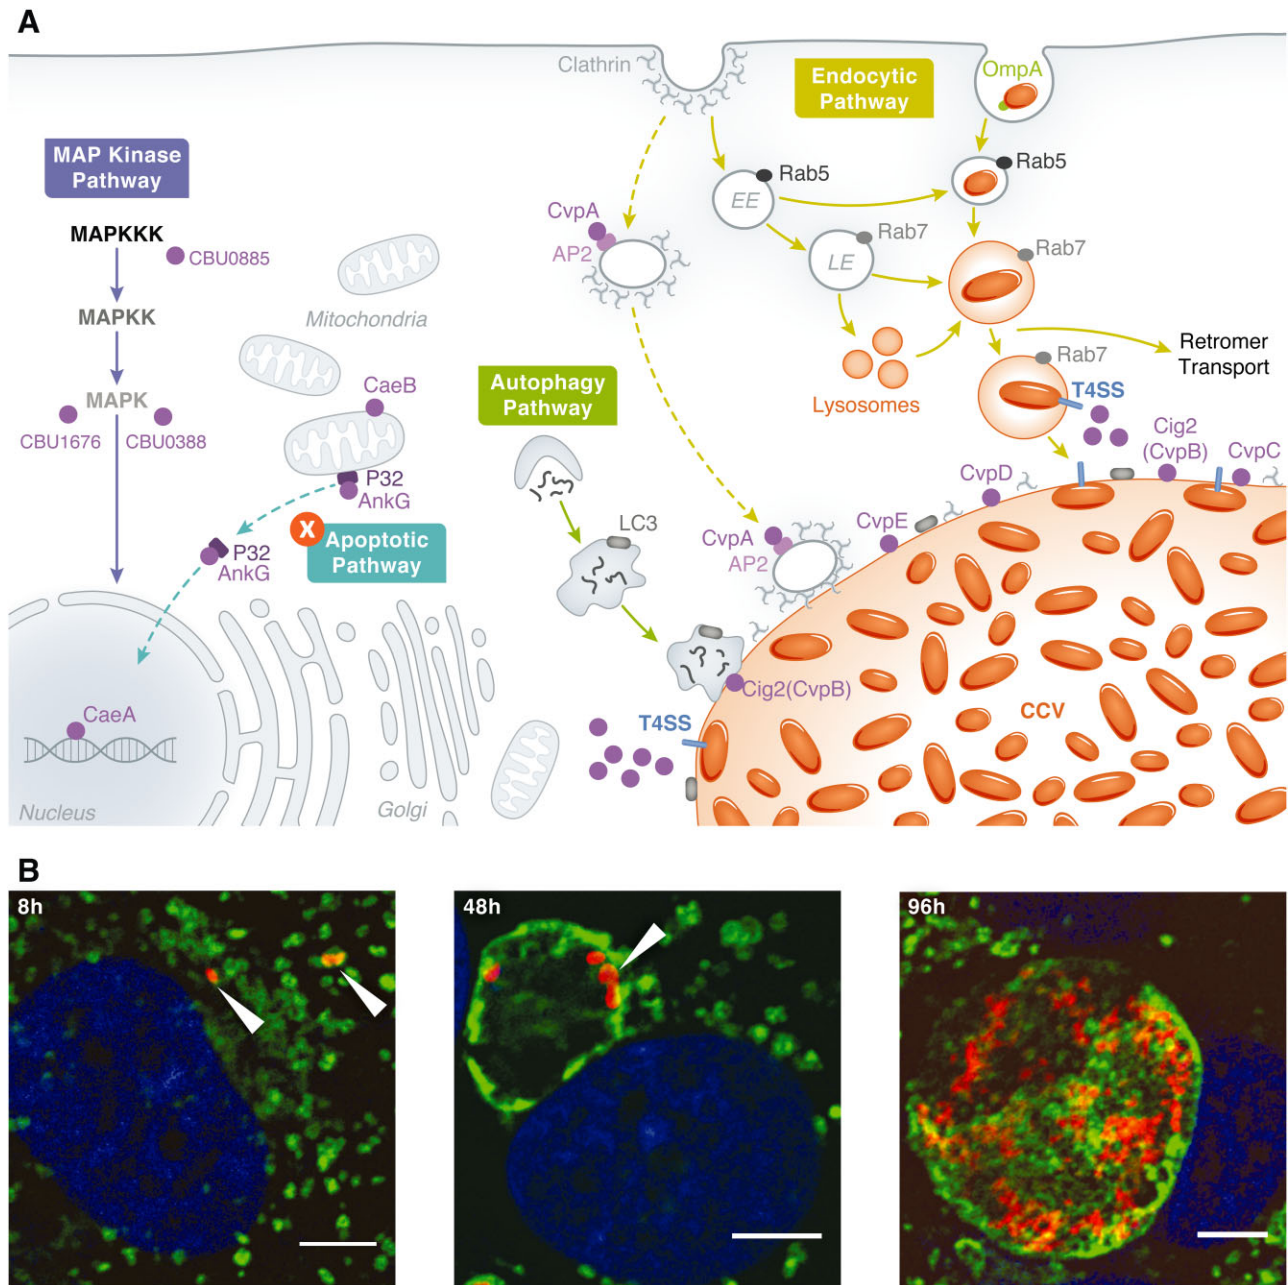 A
Clathrin
Endocytic
Pathway
OmpA
MAP Kinase
Pathway
Rab5
Rab5
EE
CvpA
AP2
Rab7
LE
Rab7
MAPKKK
CBU0885
MAPKK
Mitochondria
Retromer
Transport
Rab7
T4SS
Lysosomes
Autophagy
Pathway
CaeB
MAPK
CBU1676
CBU0388
Cig2
(CvpB)
CvpC
CvpD
P32
AnkG
X
Apoptotic
Pathway
LC3
CvpE
CvpA
AP2
P32
AnkG
Cig2(CvpB)
CaeA
T4SS
CCV
Nucleus
Golgi
B
8h
48h
96h